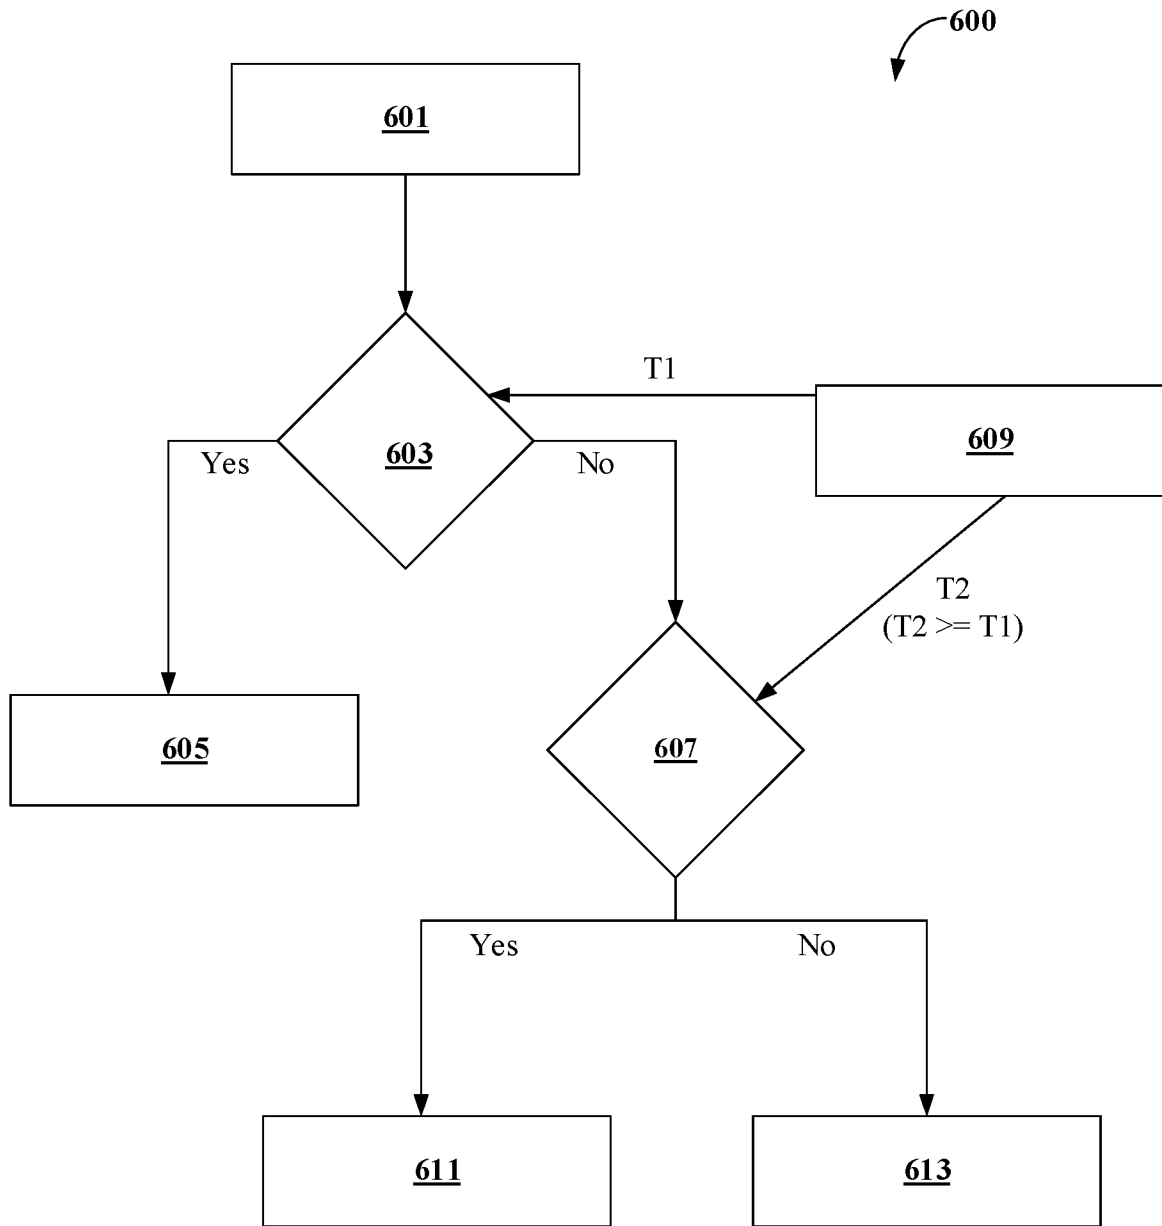 600
601
T1
609
603
Yes
No
T2
(T2 >= T1)
605
607
Yes
No
611
613